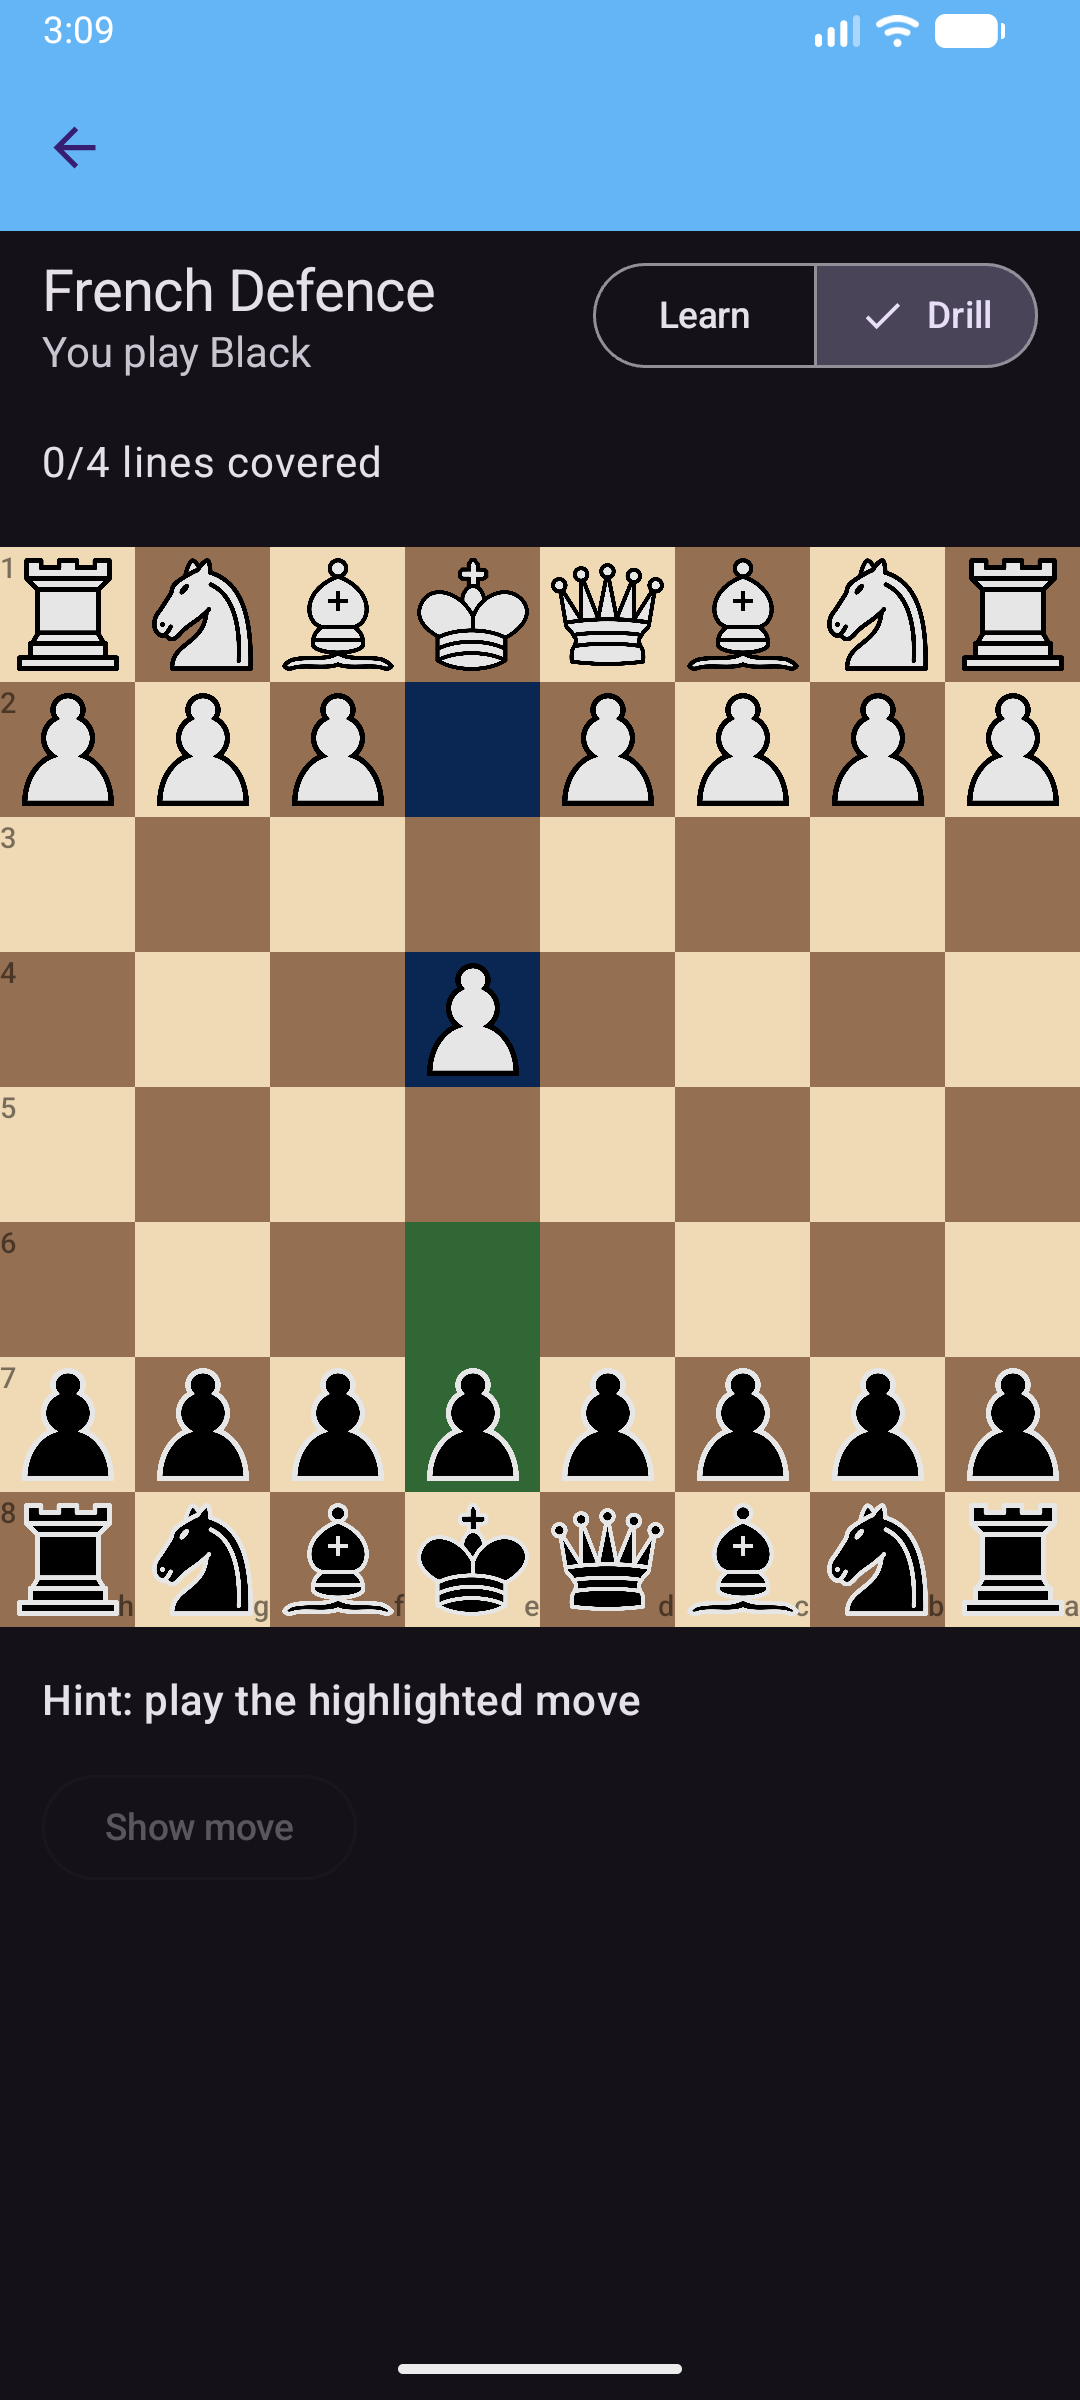 3:09
French Defence
You play Black
Learn
Drill
0/4 lines covered
1
2
3
4
5
6
7
8
h g f e d c b a
Hint: play the highlighted move
Show move